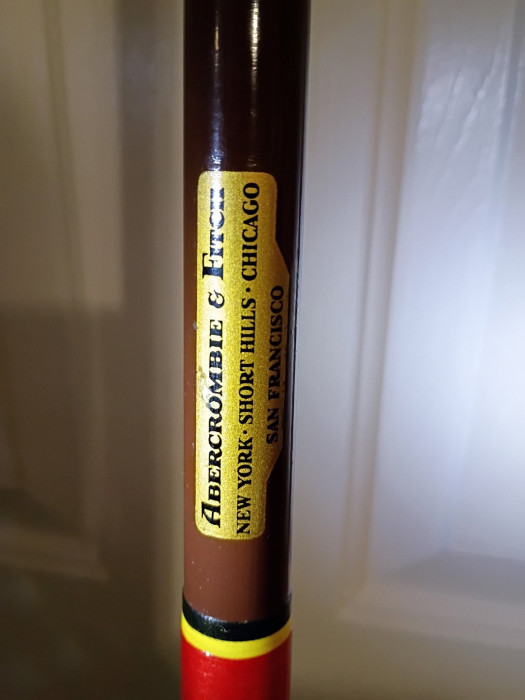 ABERCROMBIE & FITCH
NEW YORK · SHORT HILLS · CHICAGO
SAN FRANCISCO